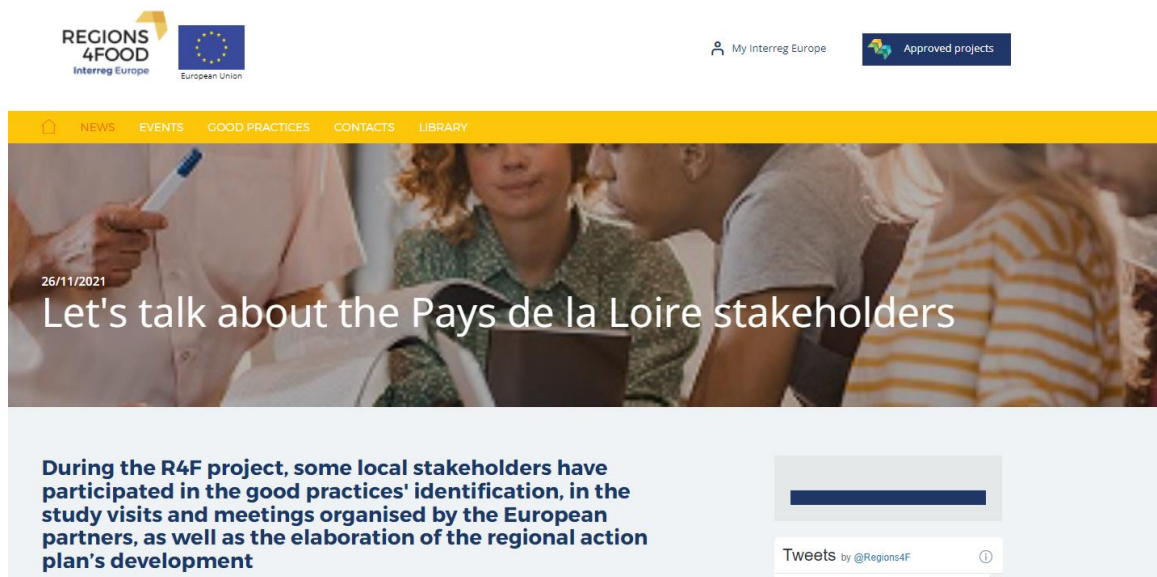 REGIONS
4FOOD
Interreg Europe
European Union
My Interreg Europe
Approved projects
NEWS EVENTS GOOD PRACTICES CONTACTS LIBRARY
26/11/2021
Let's talk about the Pays de la Loire stakeholders
During the R4F project, some local stakeholders have
participated in the good practices' identification, in the
study visits and meetings organised by the European
partners, as well as the elaboration of the regional action
plan’s development
Tweets by @Regions4F